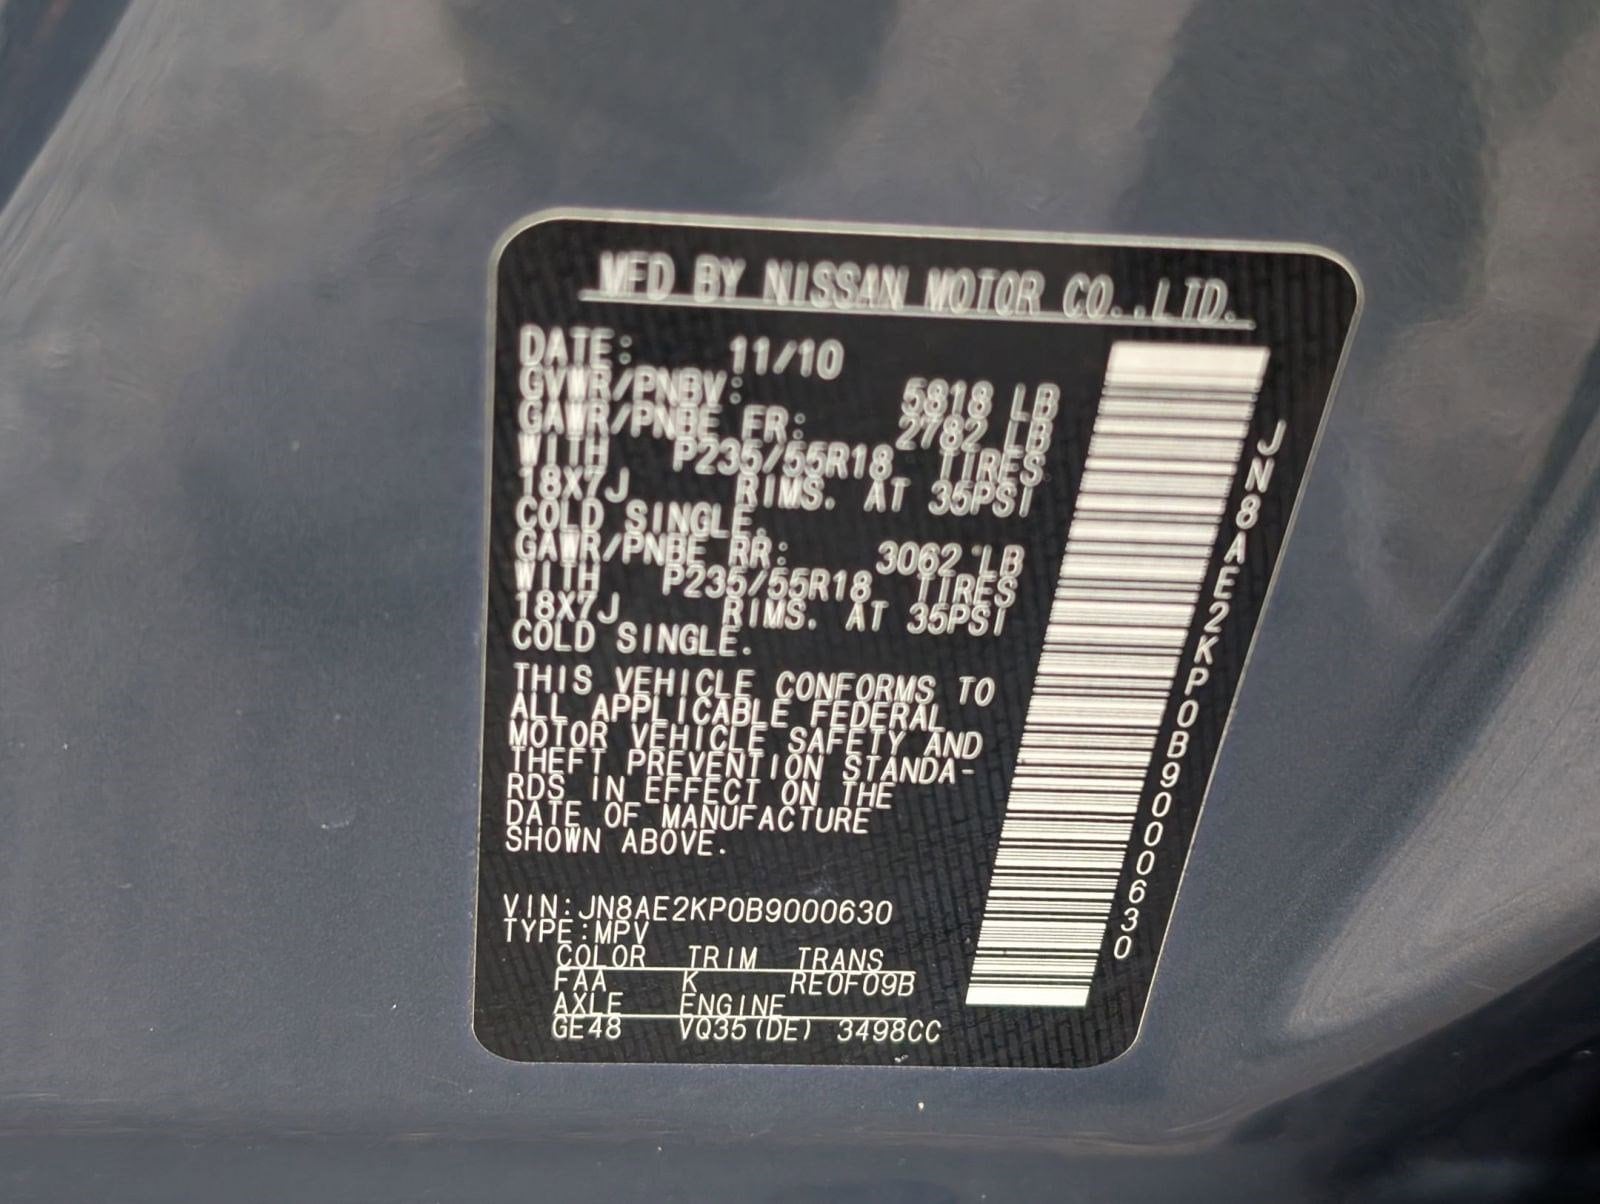 MFD BY NISSAN MOTOR CO.,LTD.
DATE: 11/10
GVWR/PNBV: 5818 LB
GAWR/PNBE FR: 2782 LB
WITH P235/55R18 TIRES
18X7J RIMS. AT 35PSI
COLD SINGLE.
GAWR/PNBE RR: 3062 LB
WITH P235/55R18 TIRES
18X7J RIMS. AT 35PSI
COLD SINGLE.
THIS VEHICLE CONFORMS TO
ALL APPLICABLE FEDERAL
MOTOR VEHICLE SAFETY AND
THEFT PREVENTION STANDA-
RDS IN EFFECT ON THE
DATE OF MANUFACTURE
SHOWN ABOVE.
VIN:JN8AE2KP0B9000630
TYPE:MPV
COLOR TRIM TRANS
FAA K RE0F09B
AXLE ENGINE
GE48 VQ35(DE) 3498CC
JN8AE2KP0B9000630